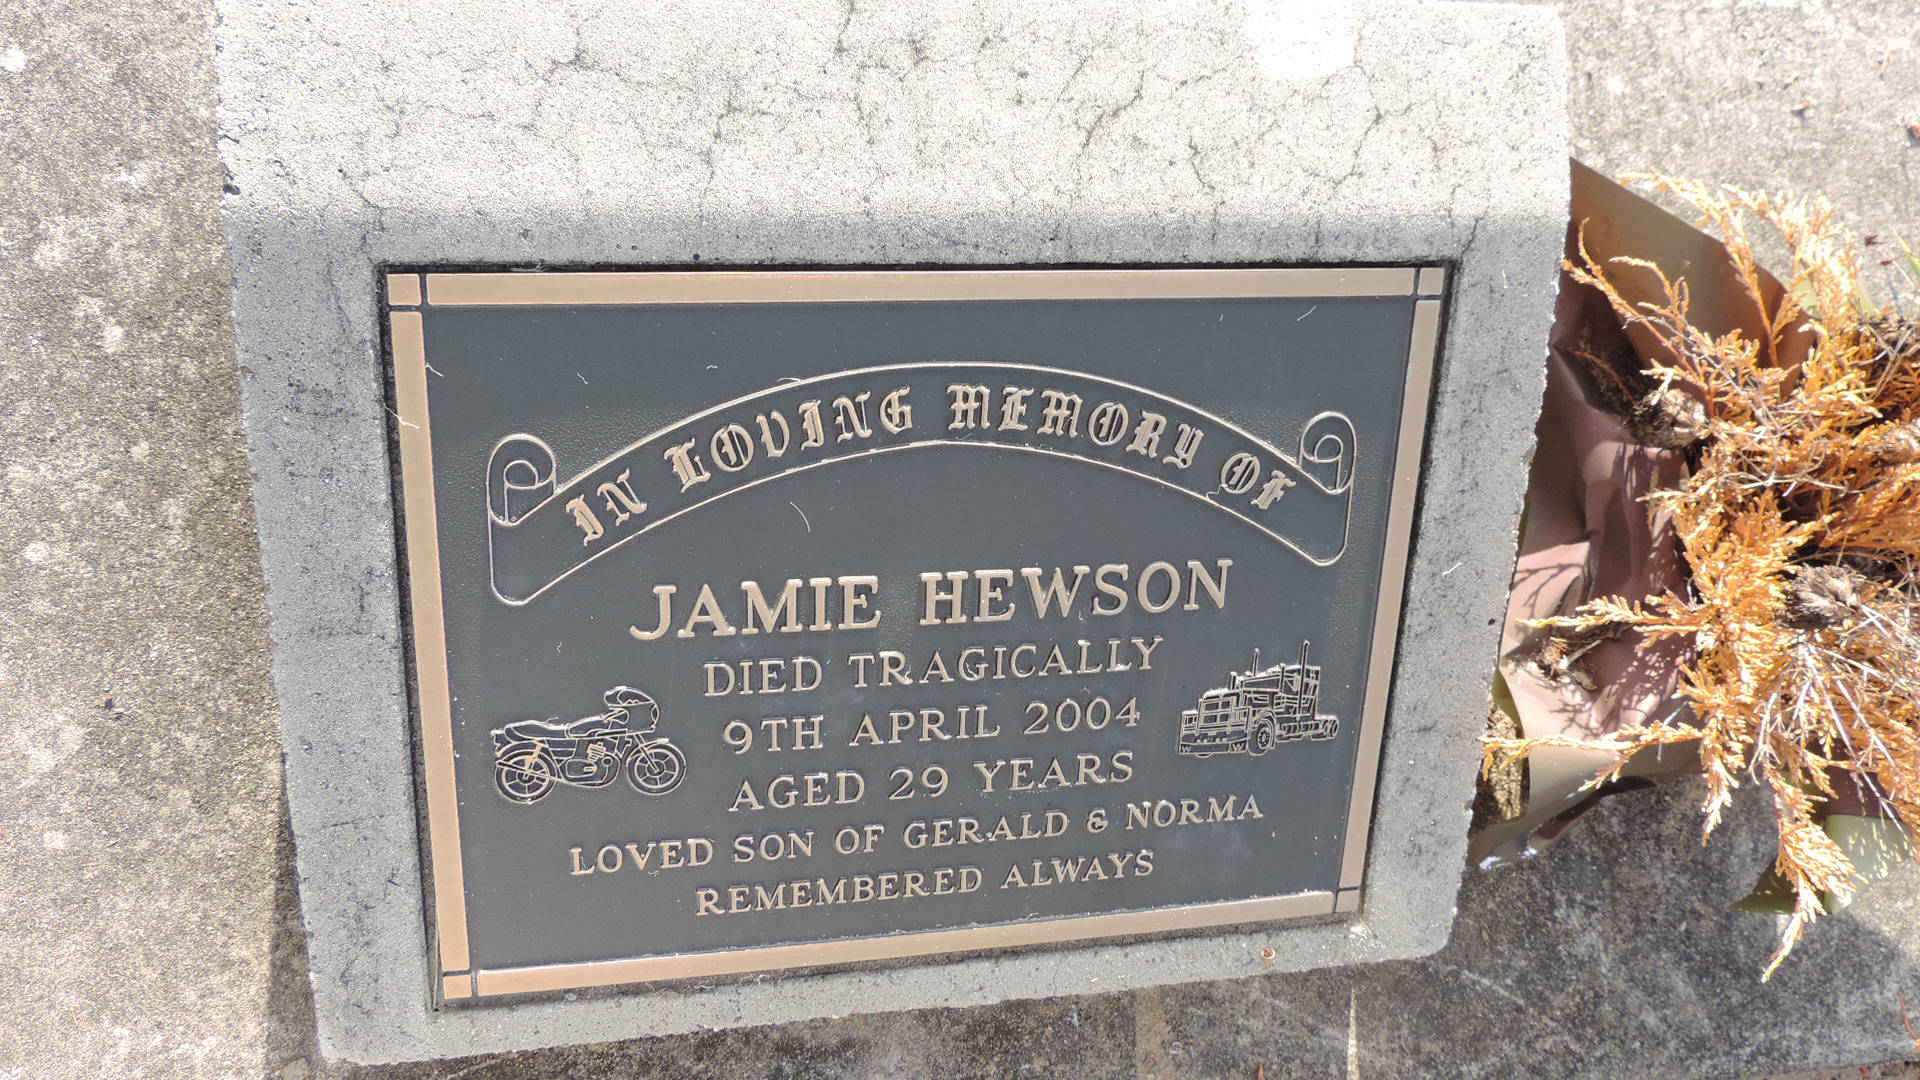 IN LOVING MEMORY OF
JAMIE HEWSON
DIED TRAGICALLY
9TH APRIL 2004
AGED 29 YEARS
LOVED SON OF GERALD & NORMA
REMEMBERED ALWAYS